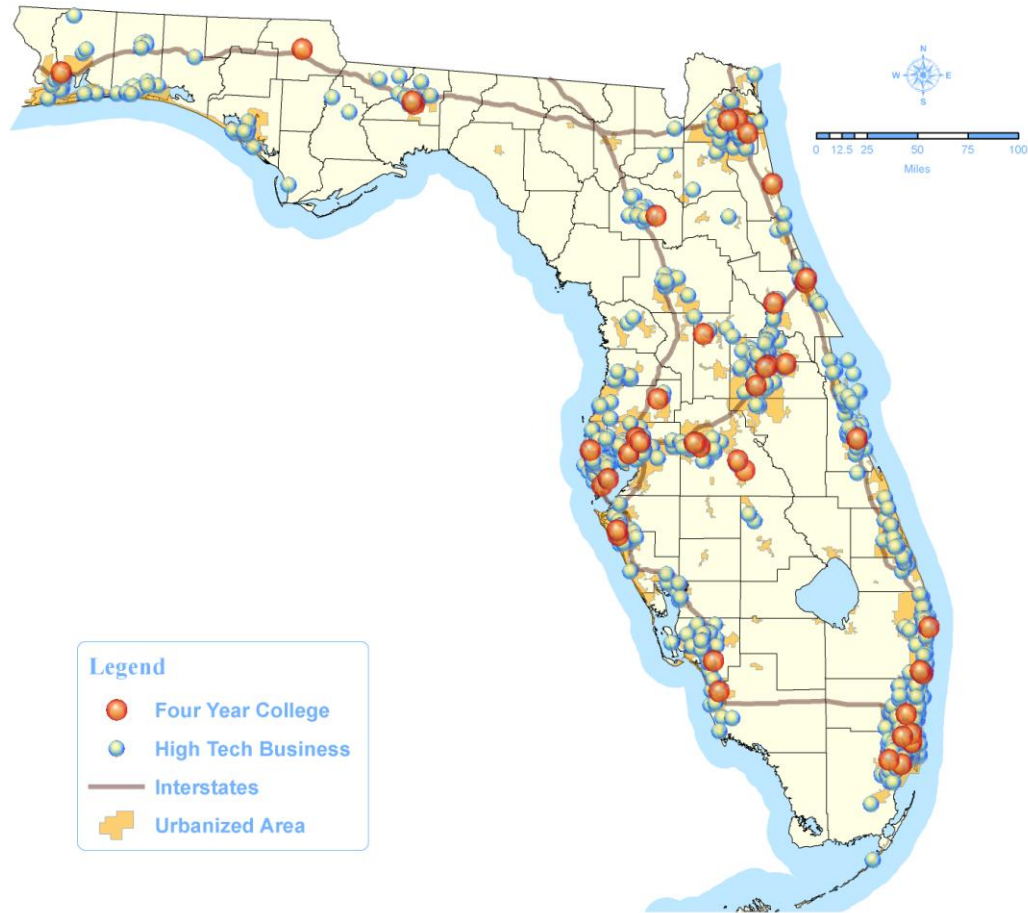 N
W E
S
0 12.5 25 50 75 100
Miles
Legend
Four Year College
High Tech Business
Interstates
Urbanized Area